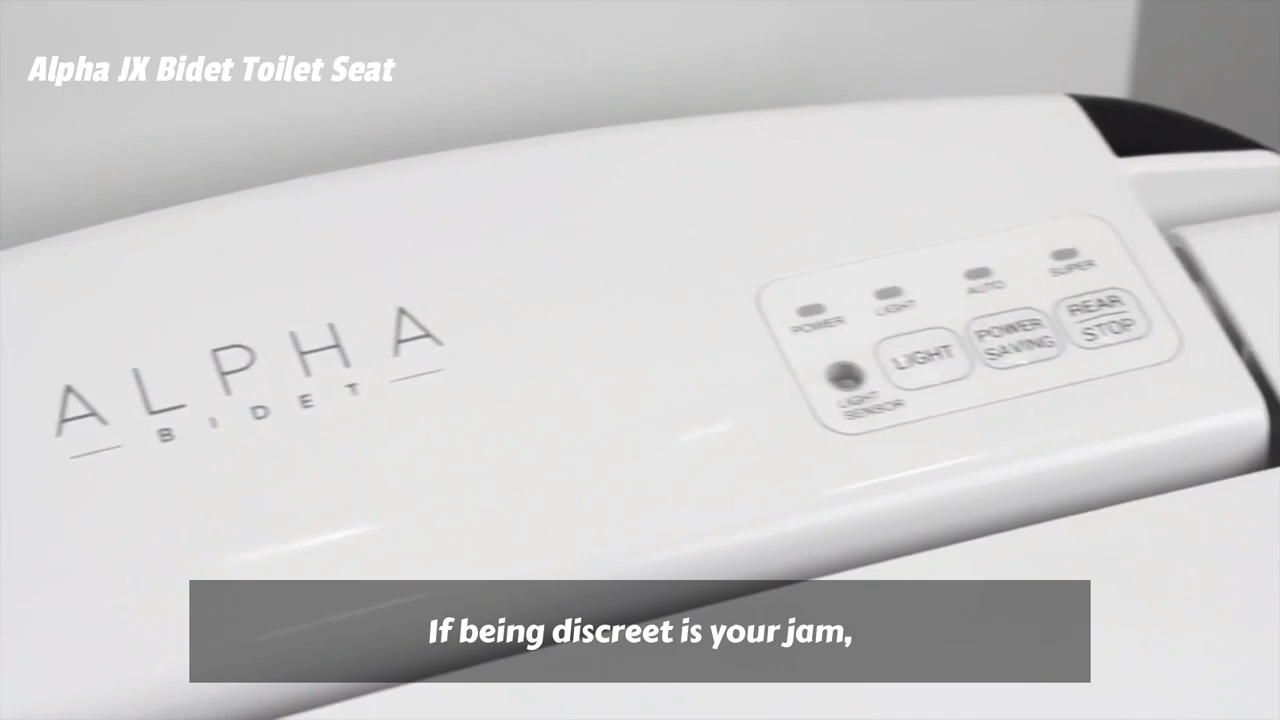 Alpha JX Bidet Toilet Seat
ALPHA
BIDET
POWER
LIGHT
AUTO
SUPER
LIGHT
POWER
SAVING
REAR
STOP
LIGHT
SENSOR
If being discreet is your jam,